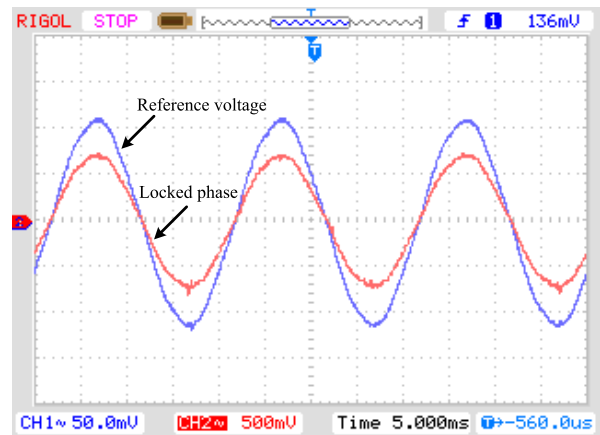 RIGOL STOP T 1 136mV
T
Reference voltage
Locked phase
CH1~ 50.0mV CH2~ 500mV Time 5.000ms T→-560.0us